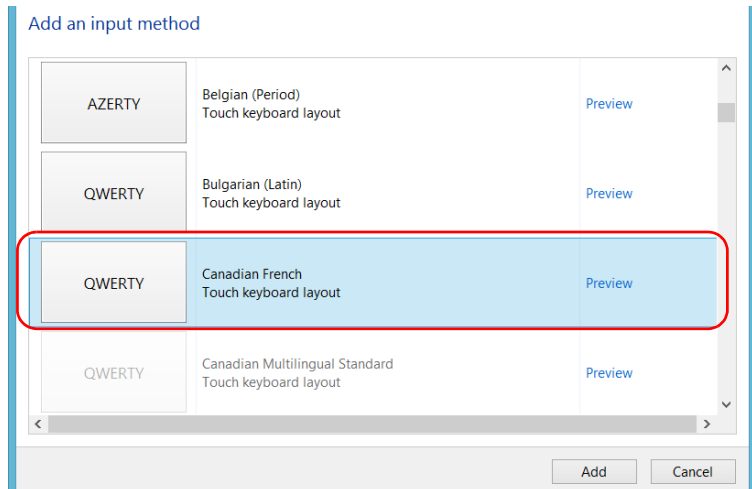 Add an input method
AZERTY
Belgian (Period)
Touch keyboard layout
Preview
QWERTY
Bulgarian (Latin)
Touch keyboard layout
Preview
QWERTY
Canadian French
Touch keyboard layout
Preview
QWERTY
Canadian Multilingual Standard
Touch keyboard layout
Preview
Add
Cancel